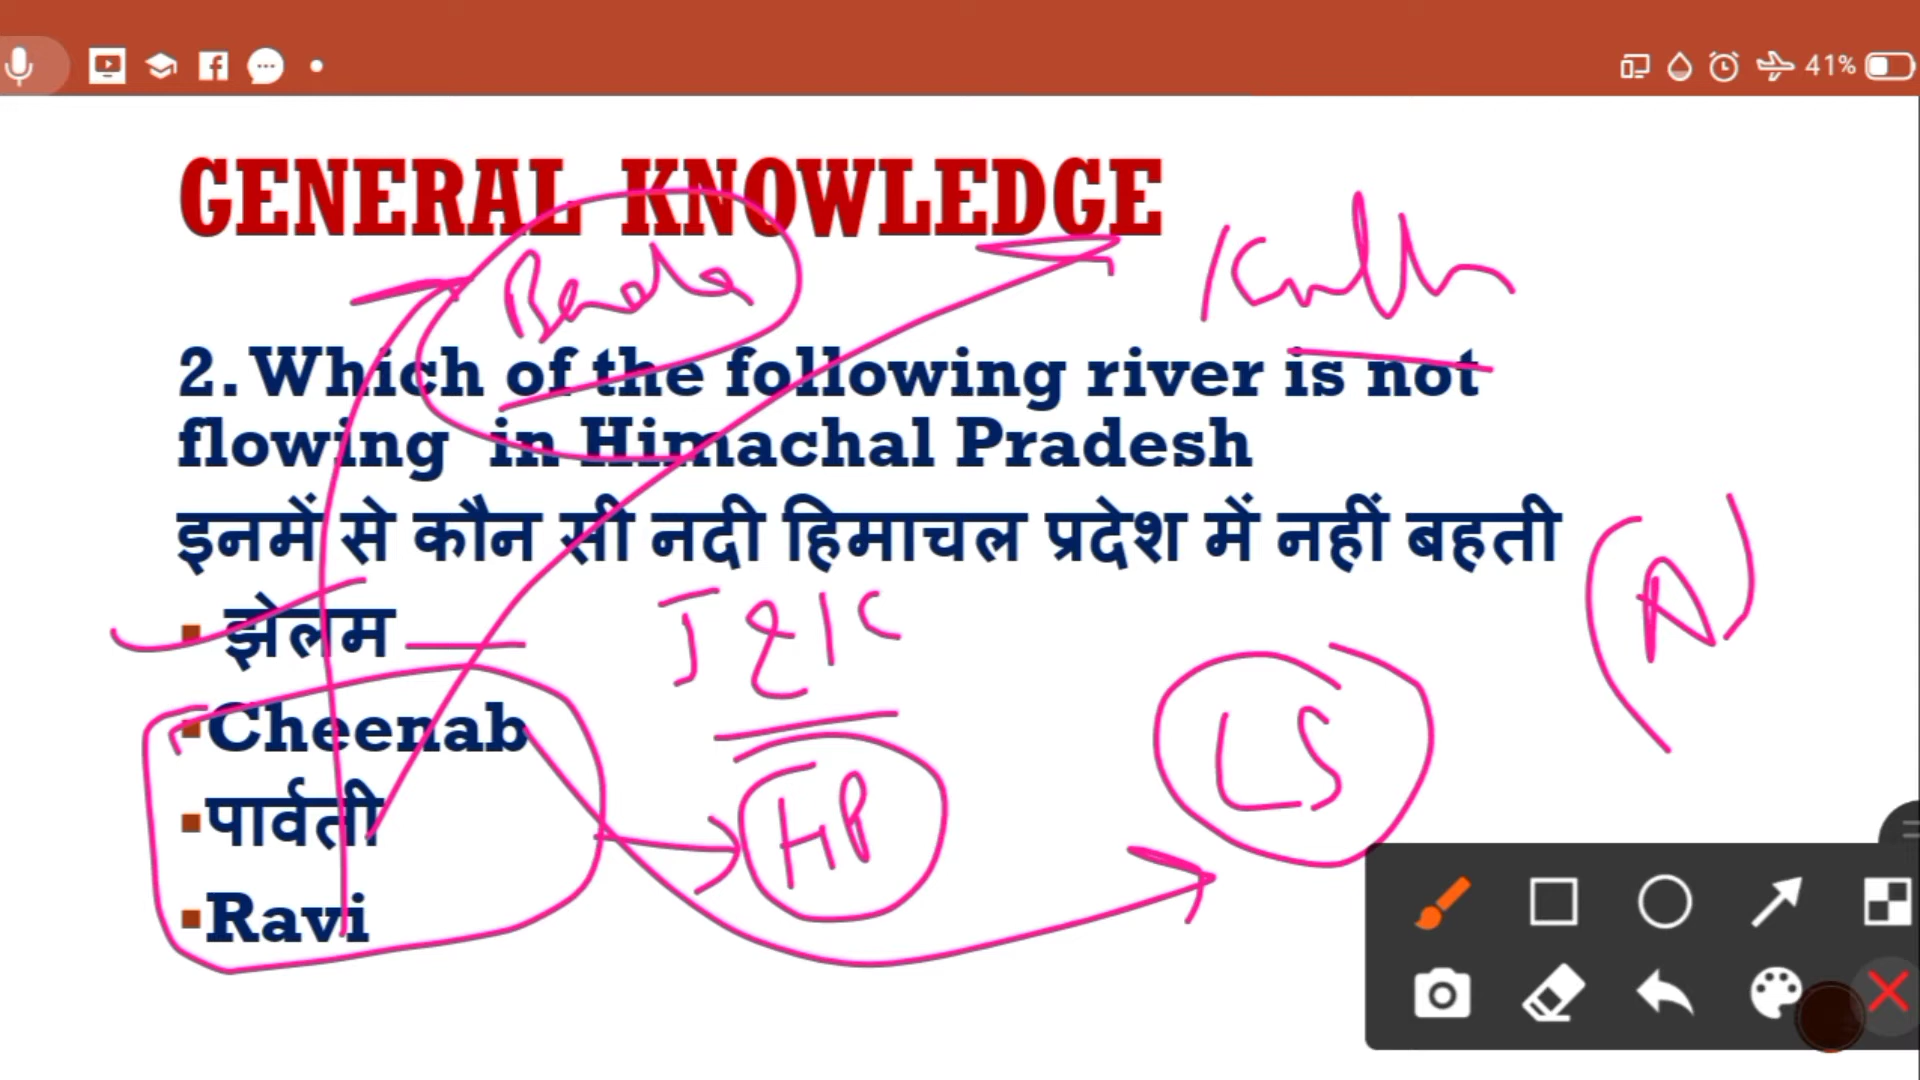 41%
GENERAL KNOWLEDGE
Kullu
2. Which of the following river is not
flowing in Himachal Pradesh
इनमें से कौन सी नदी हिमाचल प्रदेश में नहीं बहती
झेलम J&K
Cheenab LS
पार्वती HP
Ravi